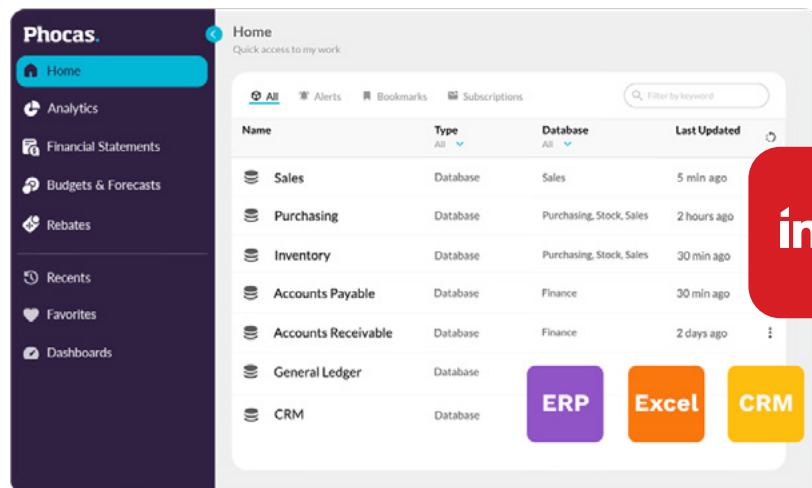 Phocas.
Home
Analytics
Financial Statements
Budgets & Forecasts
Rebates
Recents
Favorites
Dashboards
Home
Quick access to my work
All Alerts Bookmarks Subscriptions Filter by keyword
Name Type Database Last Updated
All All
Sales Database Sales 5 min ago
Purchasing Database Purchasing, Stock, Sales 2 hours ago
Inventory Database Purchasing, Stock, Sales 30 min ago
Accounts Payable Database Finance 30 min ago
Accounts Receivable Database Finance 2 days ago
General Ledger Database
CRM Database
ERP Excel CRM